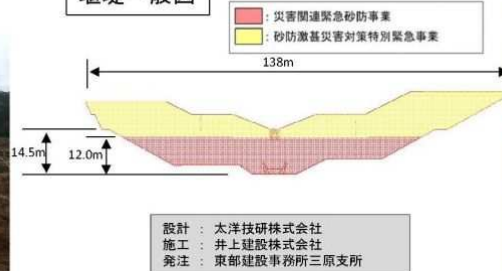 堰堤一般図
：災害関連緊急砂防事業
：砂防激甚災害対策特別緊急事業
138m
14.5m
12.0m
設計 ： 太洋技研株式会社
施工 ： 井上建設株式会社
発注 ： 東部建設事務所三原支所